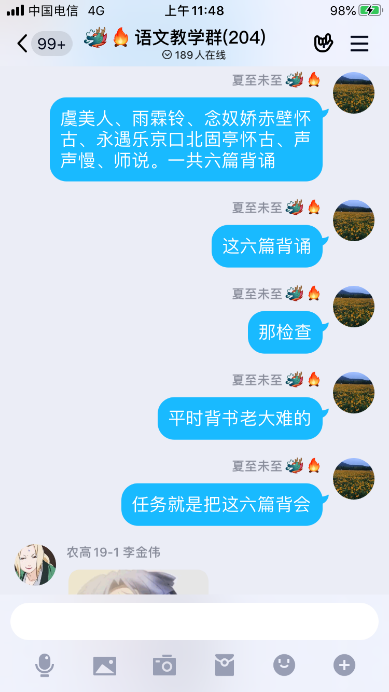 中国电信 4G 上午11:48 98%
99+ 语文教学群(204)
189人在线
夏至未至
虞美人、雨霖铃、念奴娇赤壁怀
古、永遇乐京口北固亭怀古、声
声慢、师说。一共六篇背诵
夏至未至
这六篇背诵
夏至未至
那检查
夏至未至
平时背书老大难的
夏至未至
任务就是把这六篇背会
农高19-1 李金伟